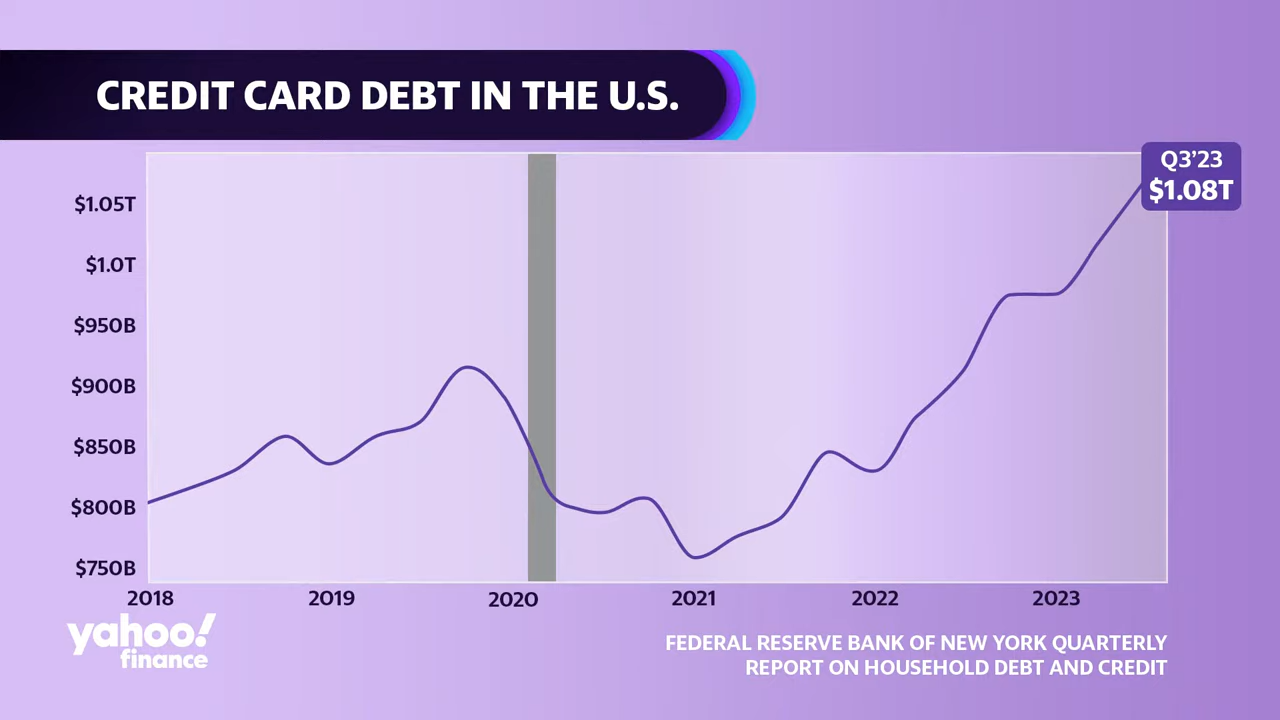 CREDIT CARD DEBT IN THE U.S.
Q3’23
$1.08T
$1.05T
$1.0T
$950B
$900B
$850B
$800B
$750B
2018 2019 2020 2021 2022 2023
yahoo!
finance
FEDERAL RESERVE BANK OF NEW YORK QUARTERLY
REPORT ON HOUSEHOLD DEBT AND CREDIT